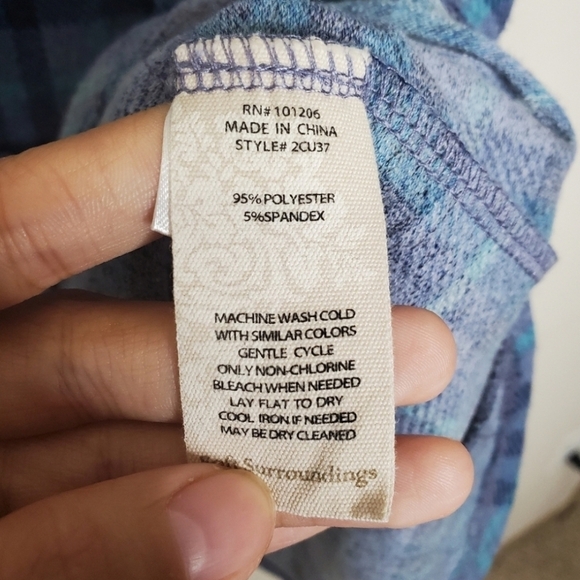 RN# 101206
MADE IN CHINA
STYLE# 2CU37
95% POLYESTER
5%SPANDEX
MACHINE WASH COLD
WITH SIMILAR COLORS
GENTLE CYCLE
ONLY NON-CHLORINE
BLEACH WHEN NEEDED
LAY FLAT TO DRY
COOL IRON IF NEEDED
MAY BE DRY CLEANED
Soft Surroundings